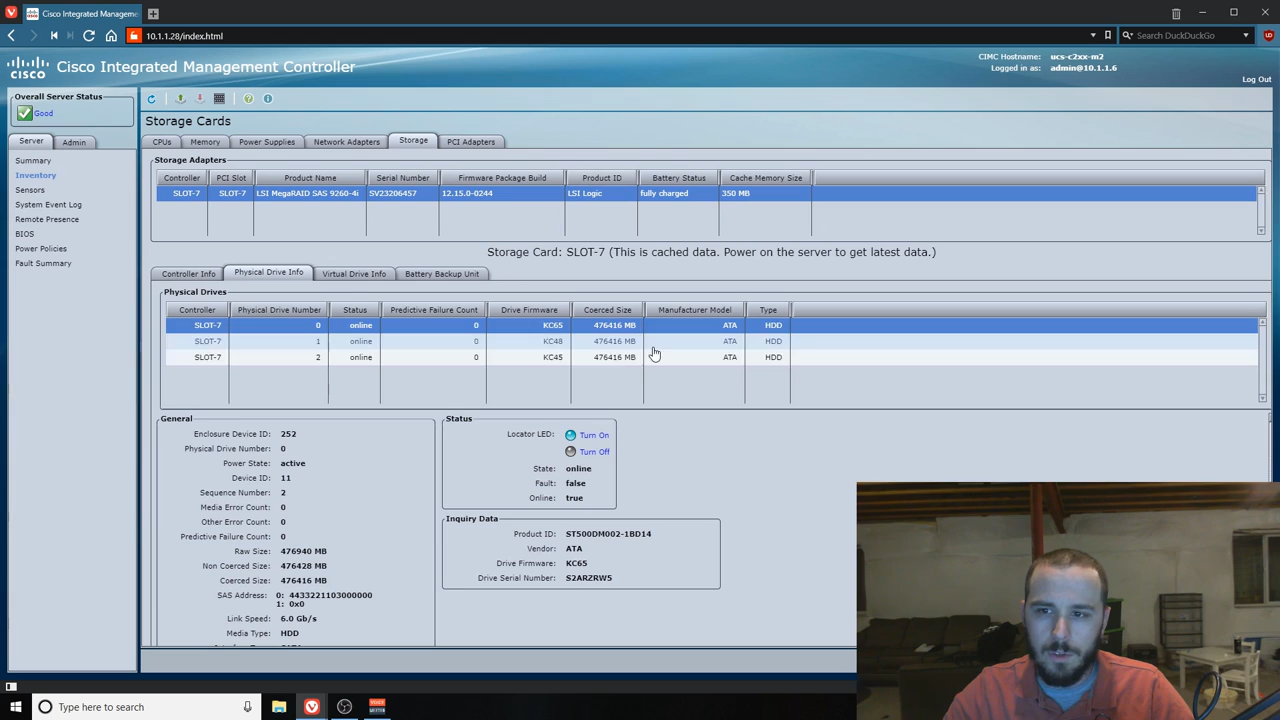 Cisco Integrated Manageme
10.1.1.28/index.html
Search DuckDuckGo
CISCO
Cisco Integrated Management Controller
CIMC Hostname: ucs-c2xx-m2
Logged in as: admin@10.1.1.6
Log Out
Overall Server Status
Good
Server Admin
Summary
Inventory
Sensors
System Event Log
Remote Presence
BIOS
Power Policies
Fault Summary
Storage Cards
CPUs Memory Power Supplies Network Adapters Storage PCI Adapters
Storage Adapters
Controller PCI Slot Product Name Serial Number Firmware Package Build Product ID Battery Status Cache Memory Size
SLOT-7 SLOT-7 LSI MegaRAID SAS 9260-4i SV23206457 12.15.0-0244 LSI Logic fully charged 350 MB
Storage Card: SLOT-7 (This is cached data. Power on the server to get latest data.)
Controller Info Physical Drive Info Virtual Drive Info Battery Backup Unit
Physical Drives
Controller Physical Drive Number Status Predictive Failure Count Drive Firmware Coerced Size Manufacturer Model Type
SLOT-7 0 online 0 KC65 476416 MB ATA HDD
SLOT-7 1 online 0 KC48 476416 MB ATA HDD
SLOT-7 2 online 0 KC45 476416 MB ATA HDD
General
Enclosure Device ID: 252
Physical Drive Number: 0
Power State: active
Device ID: 11
Sequence Number: 2
Media Error Count: 0
Other Error Count: 0
Predictive Failure Count: 0
Raw Size: 476940 MB
Non Coerced Size: 476428 MB
Coerced Size: 476416 MB
SAS Address: 0: 4433221103000000
1: 0x0
Link Speed: 6.0 Gb/s
Media Type: HDD
Status
Locator LED: Turn On
Turn Off
State: online
Fault: false
Online: true
Inquiry Data
Product ID: ST500DM002-1BD14
Vendor: ATA
Drive Firmware: KC65
Drive Serial Number: S2ARZRW5
Type here to search